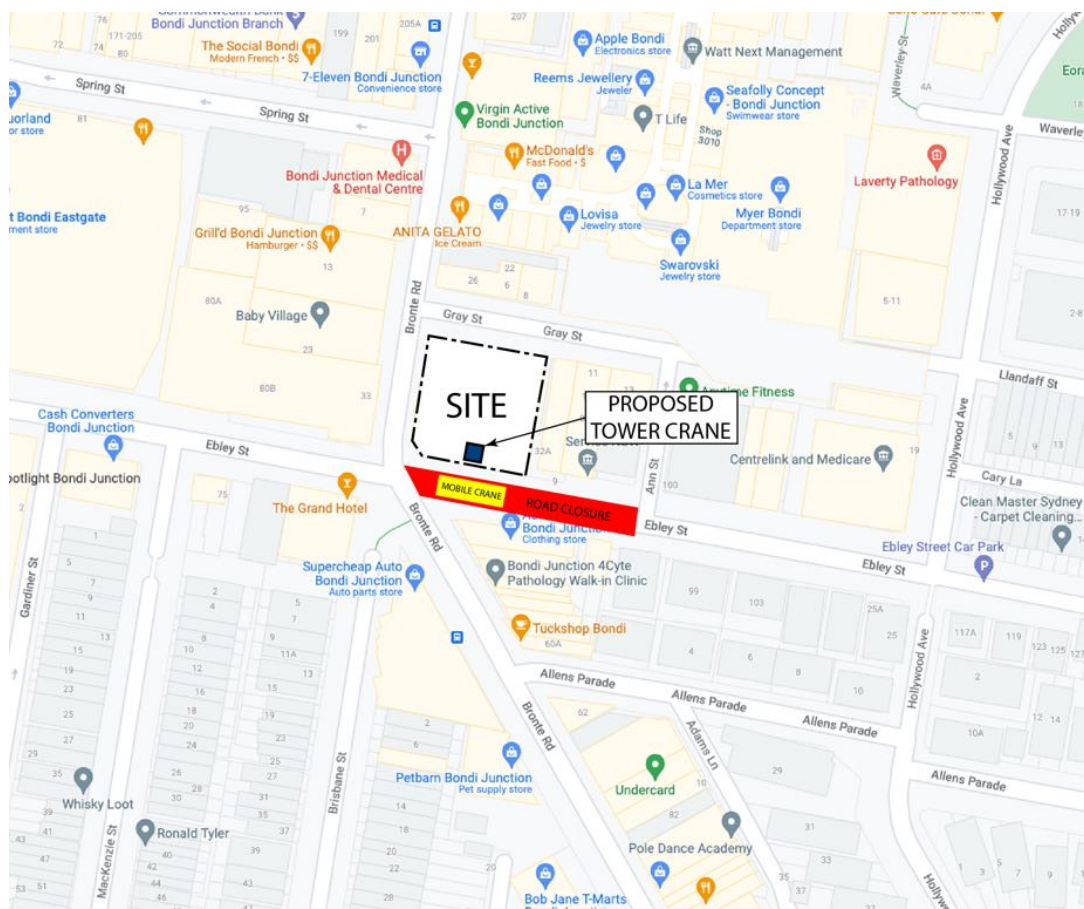 Commonwealth Bank
Bondi Junction Branch
72
171-205
74
80
76
The Social Bondi
Modern French • $$
199
201
205A
7-Eleven Bondi Junction
Convenience store
207
Apple Bondi
Electronics store
Watt Next Management
Reems Jewellery
Jeweler
Seafolly Concept
- Bondi Junction
Swimwear store
T Life
Shop
3010
Waverley St
4A
Hollywood Ave
Waverley
Spring St
Spring St
81
Virgin Active
Bondi Junction
McDonald's
Fast Food • $
Bondi Junction Medical
& Dental Centre
La Mer
Cosmetics store
Laverty Pathology
t Bondi Eastgate
95
7
Grill'd Bondi Junction
Hamburger • $$
ANITA GELATO
Ice Cream
Lovisa
Jewelry store
Myer Bondi
Department store
Swarovski
Jewelry store
17-19
13
80A
Bronte Rd
26
22
6
8
5-11
2-8
Baby Village
23
Gray St
Gray St
80B
33
SITE
PROPOSED
TOWER CRANE
11
Anytime Fitness
Llandaff St
Cash Converters
Bondi Junction
Ebley St
32A
9
Ann St
100
Centrelink and Medicare
19
Hollywood Ave
5
9
13
Cary La
potlight Bondi Junction
75
The Grand Hotel
MOBILE CRANE
ROAD CLOSURE
Bondi Junction
Clothing store
Ebley St
Clean Master Sydney
- Carpet Cleaning...
Ebley Street Car Park
Ebley St
Gardiner St
Supercheap Auto
Bondi Junction
Auto parts store
Bronte Rd
Bondi Junction 4Cyte
Pathology Walk-in Clinic
99
103
25A
25
Tuckshop Bondi
60A
4
6
8
10
117A
119
123
125
127
Allens Parade
Allens Parade
Allens Parade
Hollywood Ave
2
12
14
10A
Allens Parade
Bronte Rd
62
Adams Ln
29
Petbarn Bondi Junction
Pet supply store
Undercard
10
82
Whisky Loot
Ronald Tyler
Brisbane St
MacKenzie St
Pole Dance Academy
31
33
35
37
Bob Jane T-Marts